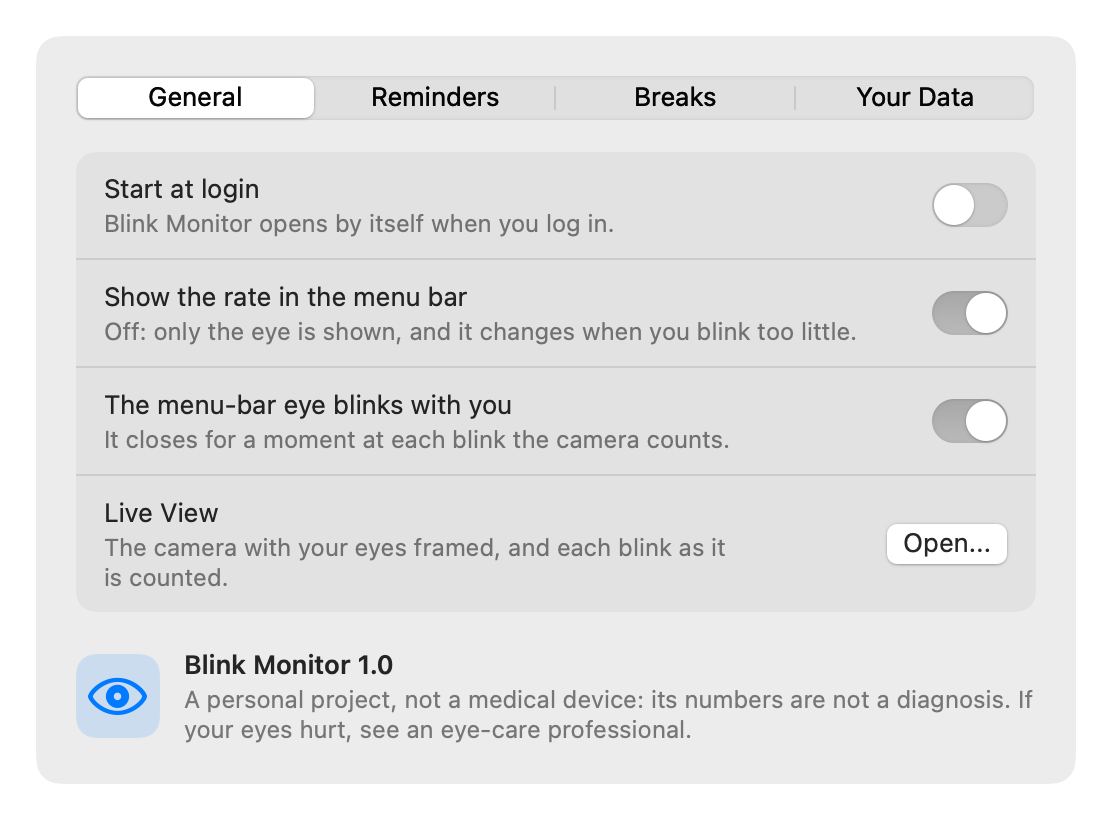 General
Reminders
Breaks
Your Data
Start at login
Blink Monitor opens by itself when you log in.
Show the rate in the menu bar
Off: only the eye is shown, and it changes when you blink too little.
The menu-bar eye blinks with you
It closes for a moment at each blink the camera counts.
Live View
The camera with your eyes framed, and each blink as it
is counted.
Open...
Blink Monitor 1.0
A personal project, not a medical device: its numbers are not a diagnosis. If
your eyes hurt, see an eye-care professional.